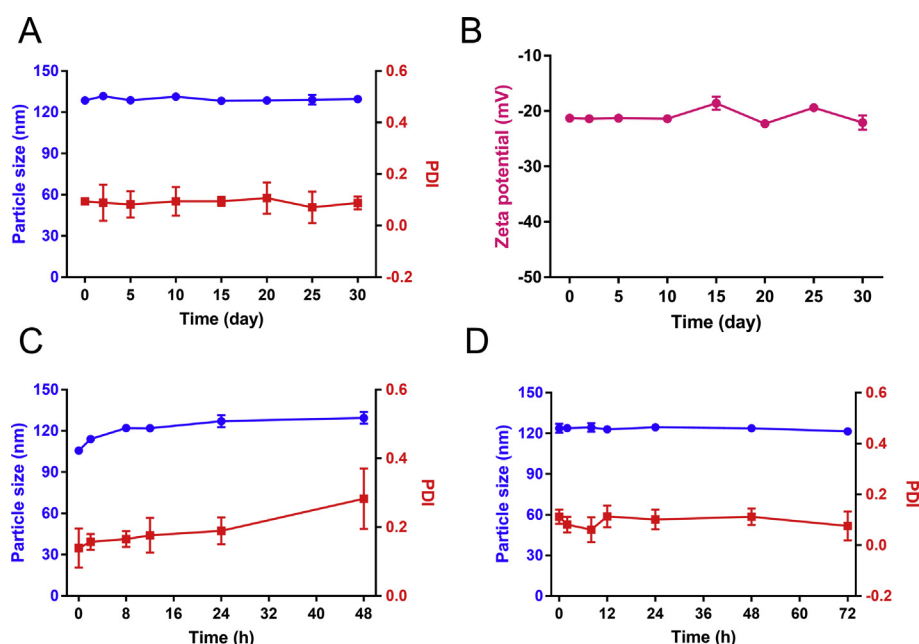 A
150
120
90
60
30
0
Particle size (nm)
0.6
0.4
0.2
0.0
-0.2
PDI
0 5 10 15 20 25 30
Time (day)
B
-10
-20
-30
-40
-50
Zeta potential (mV)
0 5 10 15 20 25 30
Time (day)
C
150
120
90
60
30
0
Particle size (nm)
0.6
0.4
0.2
0.0
PDI
0 8 16 24 32 40 48
Time (h)
D
150
120
90
60
30
0
Particle size (nm)
0.6
0.4
0.2
0.0
-0.2
PDI
0 12 24 36 48 60 72
Time (h)